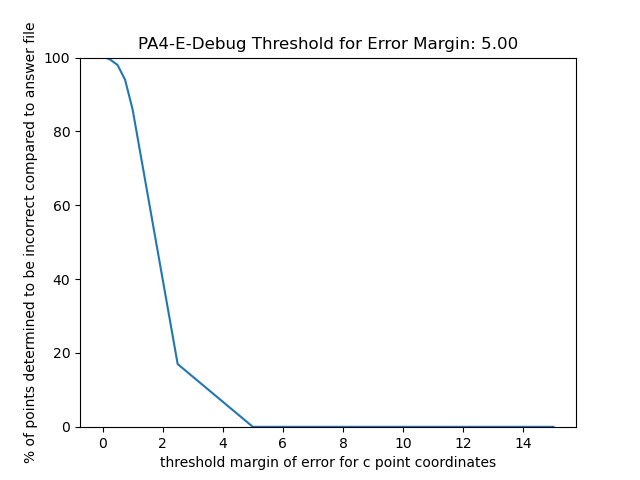 PA4-E-Debug Threshold for Error Margin: 5.00
% of points determined to be incorrect compared to answer file
100
80
60
40
20
0
0 2 4 6 8 10 12 14
threshold margin of error for c point coordinates